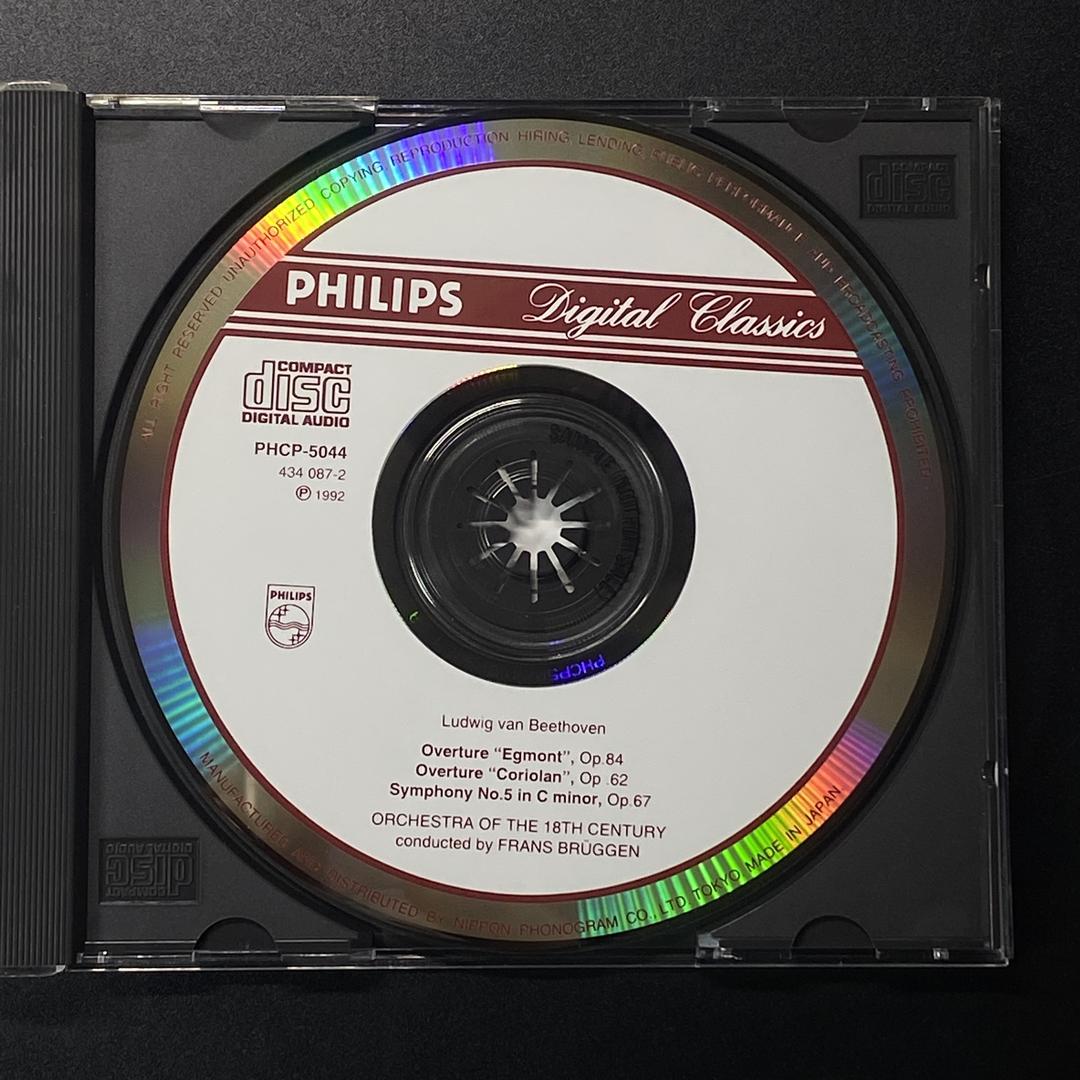 ALL RIGHT RESERVED UNAUTHORIZED COPYING REPRODUCTION HIRING, LENDING, PUBLIC PERFORMANCE AND BROADCASTING PROHIBITED.
PHILIPS Digital Classics
COMPACT
disc
DIGITAL AUDIO
PHCP-5044
434 087-2
Ⓟ 1992
PHILIPS
SAMPLE
PHCP5
Ludwig van Beethoven
Overture “Egmont”, Op.84
Overture “Coriolan”, Op .62
Symphony No.5 in C minor, Op.67
ORCHESTRA OF THE 18TH CENTURY
conducted by FRANS BRÜGGEN
MANUFACTURED AND DISTRIBUTED BY NIPPON PHONOGRAM CO., LTD. TOKYO MADE IN JAPAN
COMPACT
disc
DIGITAL AUDIO
COMPACT
disc
DIGITAL AUDIO